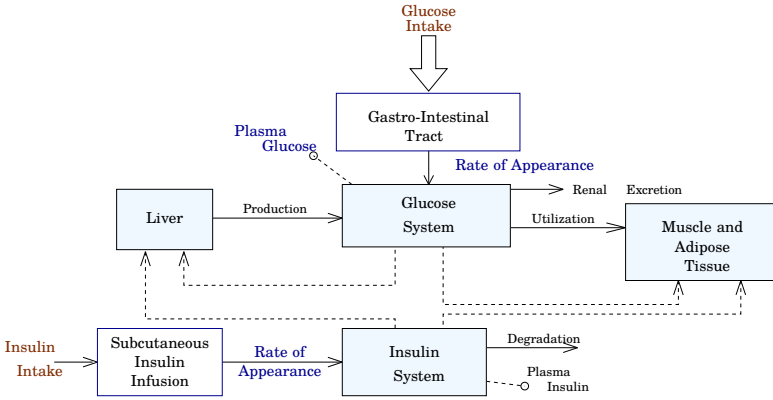 Glucose
Intake
Gastro-Intestinal
Tract
Plasma
Glucose
Rate of Appearance
Liver
Production
Glucose
System
Renal Excretion
Utilization
Muscle and
Adipose
Tissue
Insulin
Intake
Subcutaneous
Insulin
Infusion
Rate of
Appearance
Insulin
System
Degradation
Plasma
Insulin